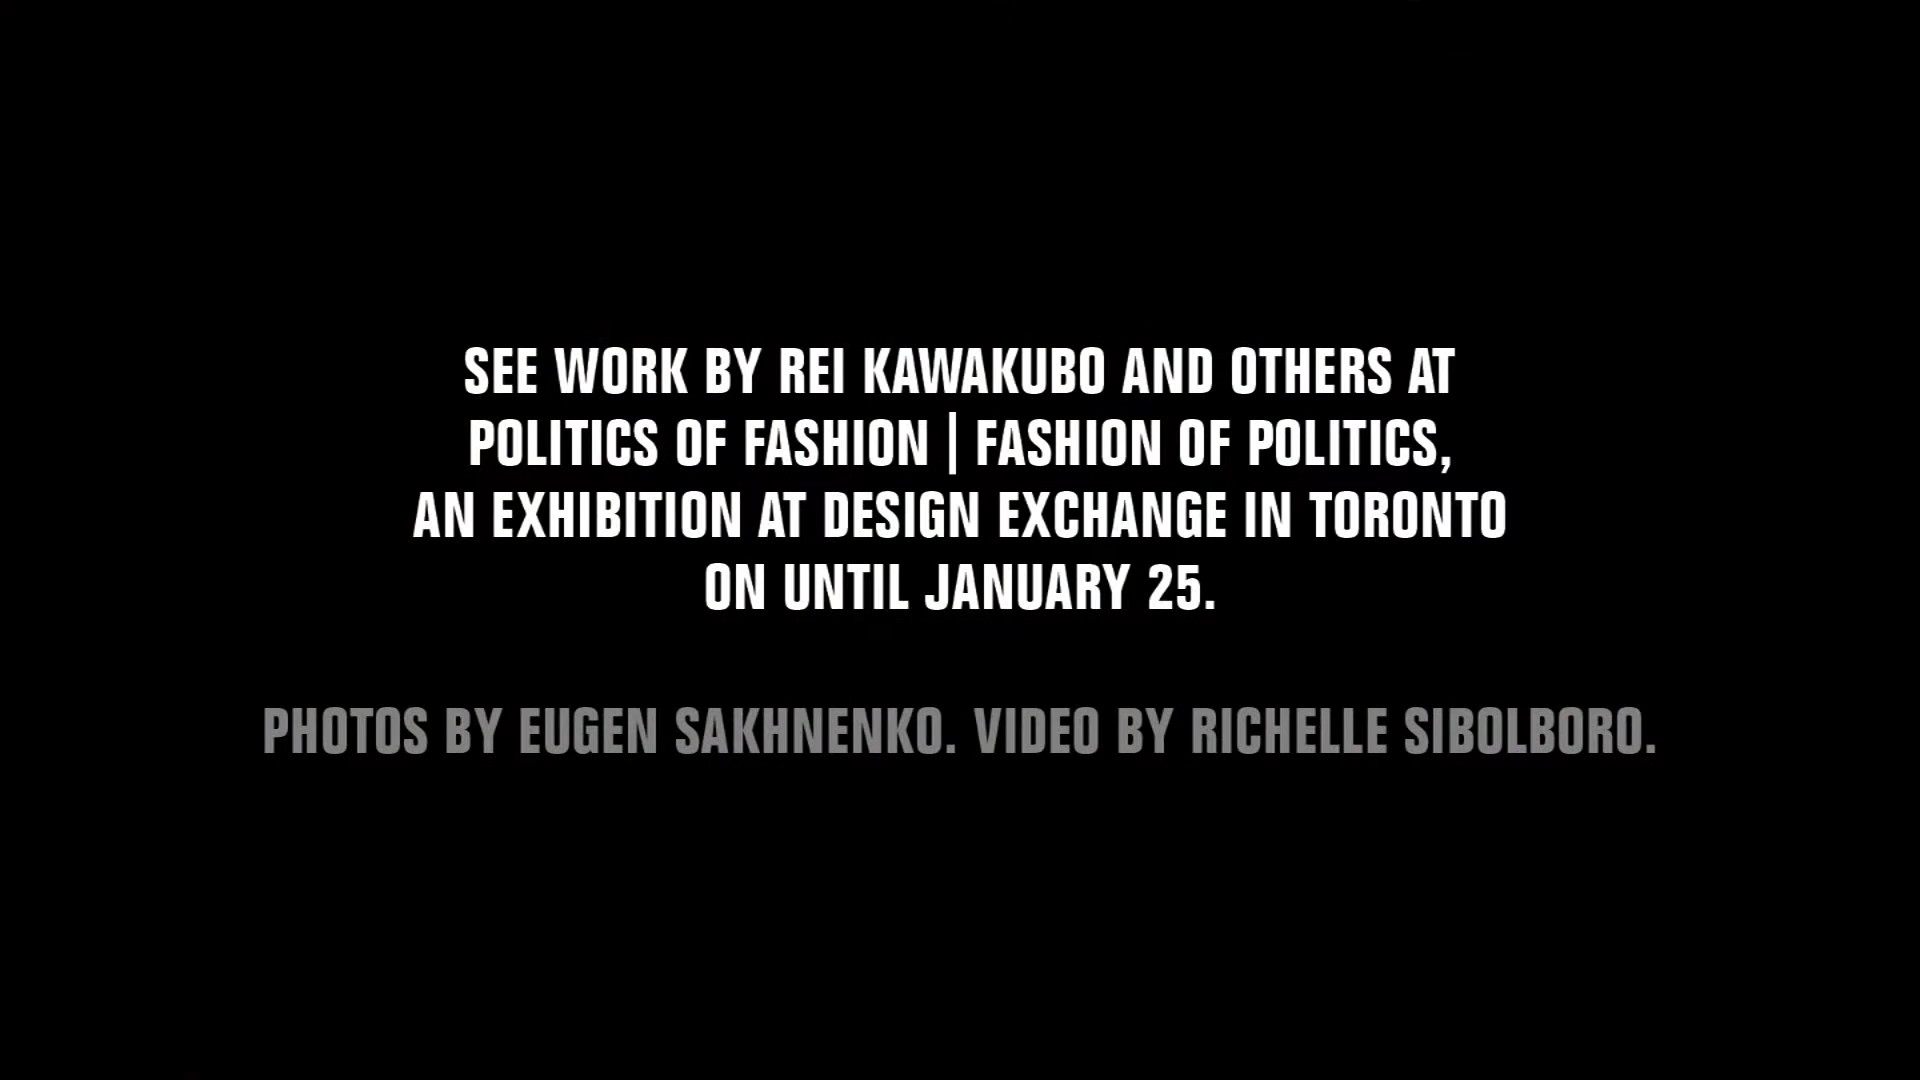 SEE WORK BY REI KAWAKUBO AND OTHERS AT
POLITICS OF FASHION | FASHION OF POLITICS,
AN EXHIBITION AT DESIGN EXCHANGE IN TORONTO
ON UNTIL JANUARY 25.
PHOTOS BY EUGEN SAKHNENKO. VIDEO BY RICHELLE SIBOLBORO.